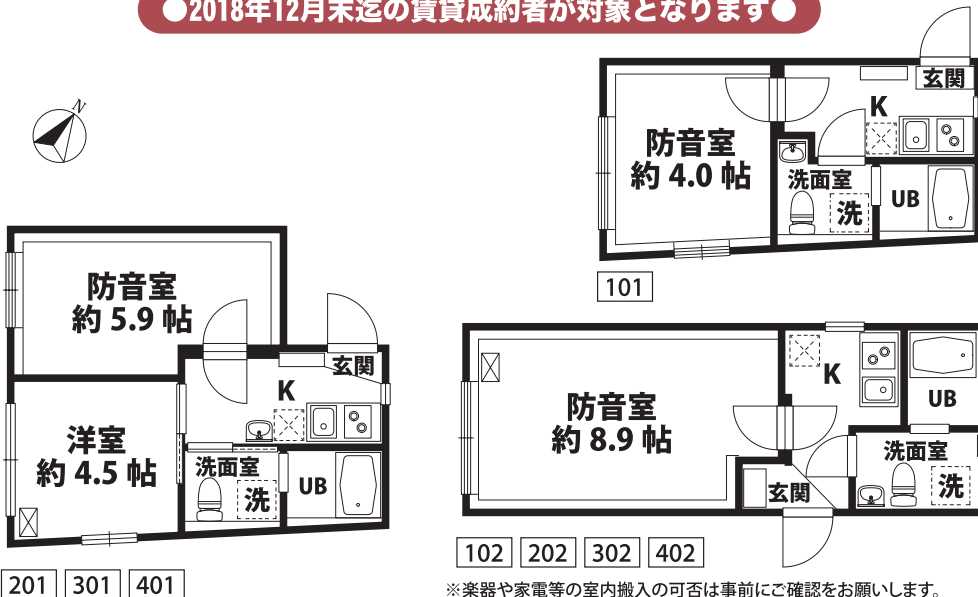 ●2018年12月末迄の賃貸成約者が対象となります●
N
防音室
約 4.0 帖
K
玄関
洗面室
洗
UB
101
防音室
約 5.9 帖
K
玄関
洋室
約 4.5 帖
洗面室
洗
UB
201 301 401
防音室
約 8.9 帖
K
UB
玄関
洗面室
洗
102 202 302 402
※楽器や家電等の室内搬入の可否は事前にご確認をお願いします。